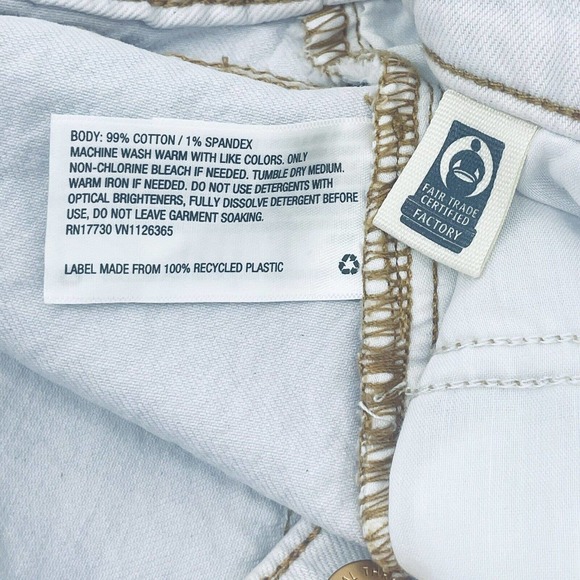 BODY: 99% COTTON / 1% SPANDEX
MACHINE WASH WARM WITH LIKE COLORS. ONLY
NON-CHLORINE BLEACH IF NEEDED. TUMBLE DRY MEDIUM.
WARM IRON IF NEEDED. DO NOT USE DETERGENTS WITH
OPTICAL BRIGHTENERS, FULLY DISSOLVE DETERGENT BEFORE
USE, DO NOT LEAVE GARMENT SOAKING.
RN17730 VN1126365
LABEL MADE FROM 100% RECYCLED PLASTIC
FAIR TRADE
CERTIFIED
FACTORY